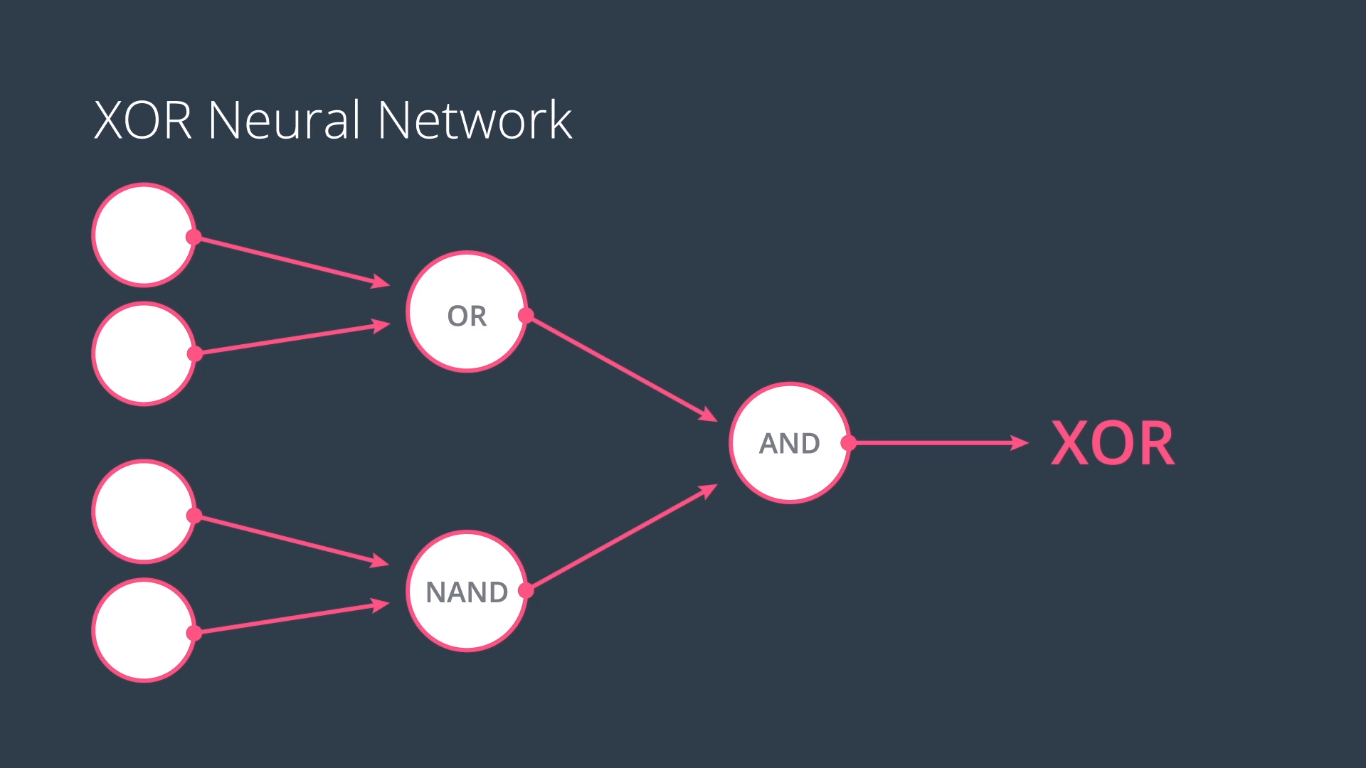 XOR Neural Network
OR
AND
XOR
NAND